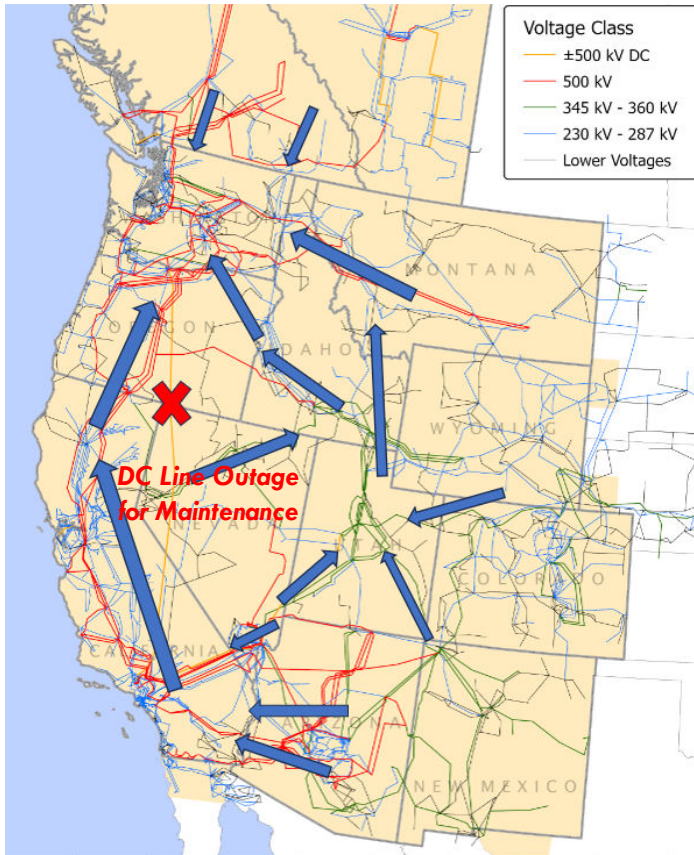 Voltage Class
±500 kV DC
500 kV
345 kV - 360 kV
230 kV - 287 kV
Lower Voltages
MONTANA
OREGON
IDAHO
WYOMING
DC Line Outage
for Maintenance
NEVADA
UTAH
COLORADO
CALIFORNIA
ARIZONA
NEW MEXICO